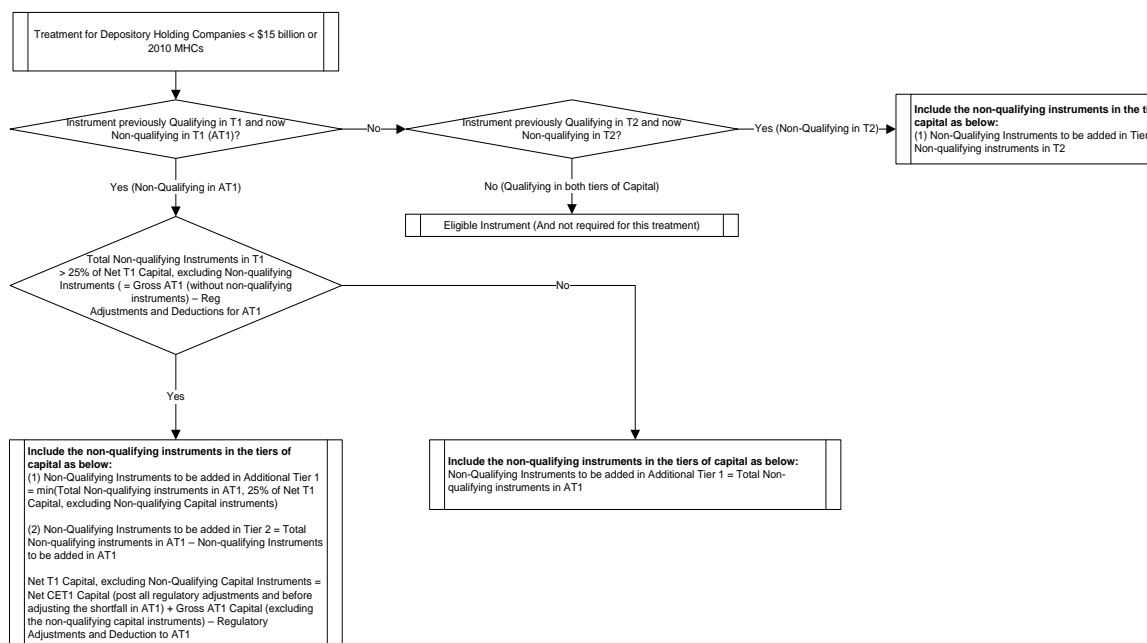 Treatment for Depository Holding Companies < $15 billion or
2010 MHCs
Instrument previously Qualifying in T1 and now
Non-qualifying in T1 (AT1)?
No
Instrument previously Qualifying in T2 and now
Non-qualifying in T2?
Yes (Non-Qualifying in T2)
Include the non-qualifying instruments in the
capital as below:
(1) Non-Qualifying Instruments to be added in Tier
Non-qualifying instruments in T2
Yes (Non-Qualifying in AT1)
No (Qualifying in both tiers of Capital)
Eligible Instrument (And not required for this treatment)
Total Non-qualifying Instruments in T1
> 25% of Net T1 Capital, excluding Non-qualifying
Instruments ( = Gross AT1 (without non-qualifying
instruments) – Reg
Adjustments and Deductions for AT1
No
Yes
Include the non-qualifying instruments in the tiers of
capital as below:
(1) Non-Qualifying Instruments to be added in Additional Tier 1
= min(Total Non-qualifying instruments in AT1, 25% of Net T1
Capital, excluding Non-qualifying Capital instruments)
(2) Non-Qualifying Instruments to be added in Tier 2 = Total
Non-qualifying instruments in AT1 – Non-qualifying Instruments
to be added in AT1
Net T1 Capital, excluding Non-Qualifying Capital Instruments =
Net CET1 Capital (post all regulatory adjustments and before
adjusting the shortfall in AT1) + Gross AT1 Capital (excluding
the non-qualifying capital instruments) – Regulatory
Adjustments and Deduction to AT1
Include the non-qualifying instruments in the tiers of capital as below:
Non-Qualifying Instruments to be added in Additional Tier 1 = Total Non-
qualifying instruments in AT1